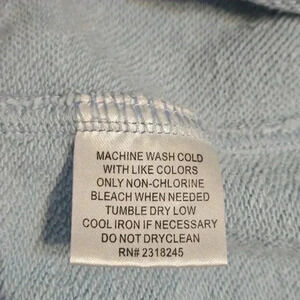 MACHINE WASH COLD
WITH LIKE COLORS
ONLY NON-CHLORINE
BLEACH WHEN NEEDED
TUMBLE DRY LOW
COOL IRON IF NECESSARY
DO NOT DRYCLEAN
RN# 2318245